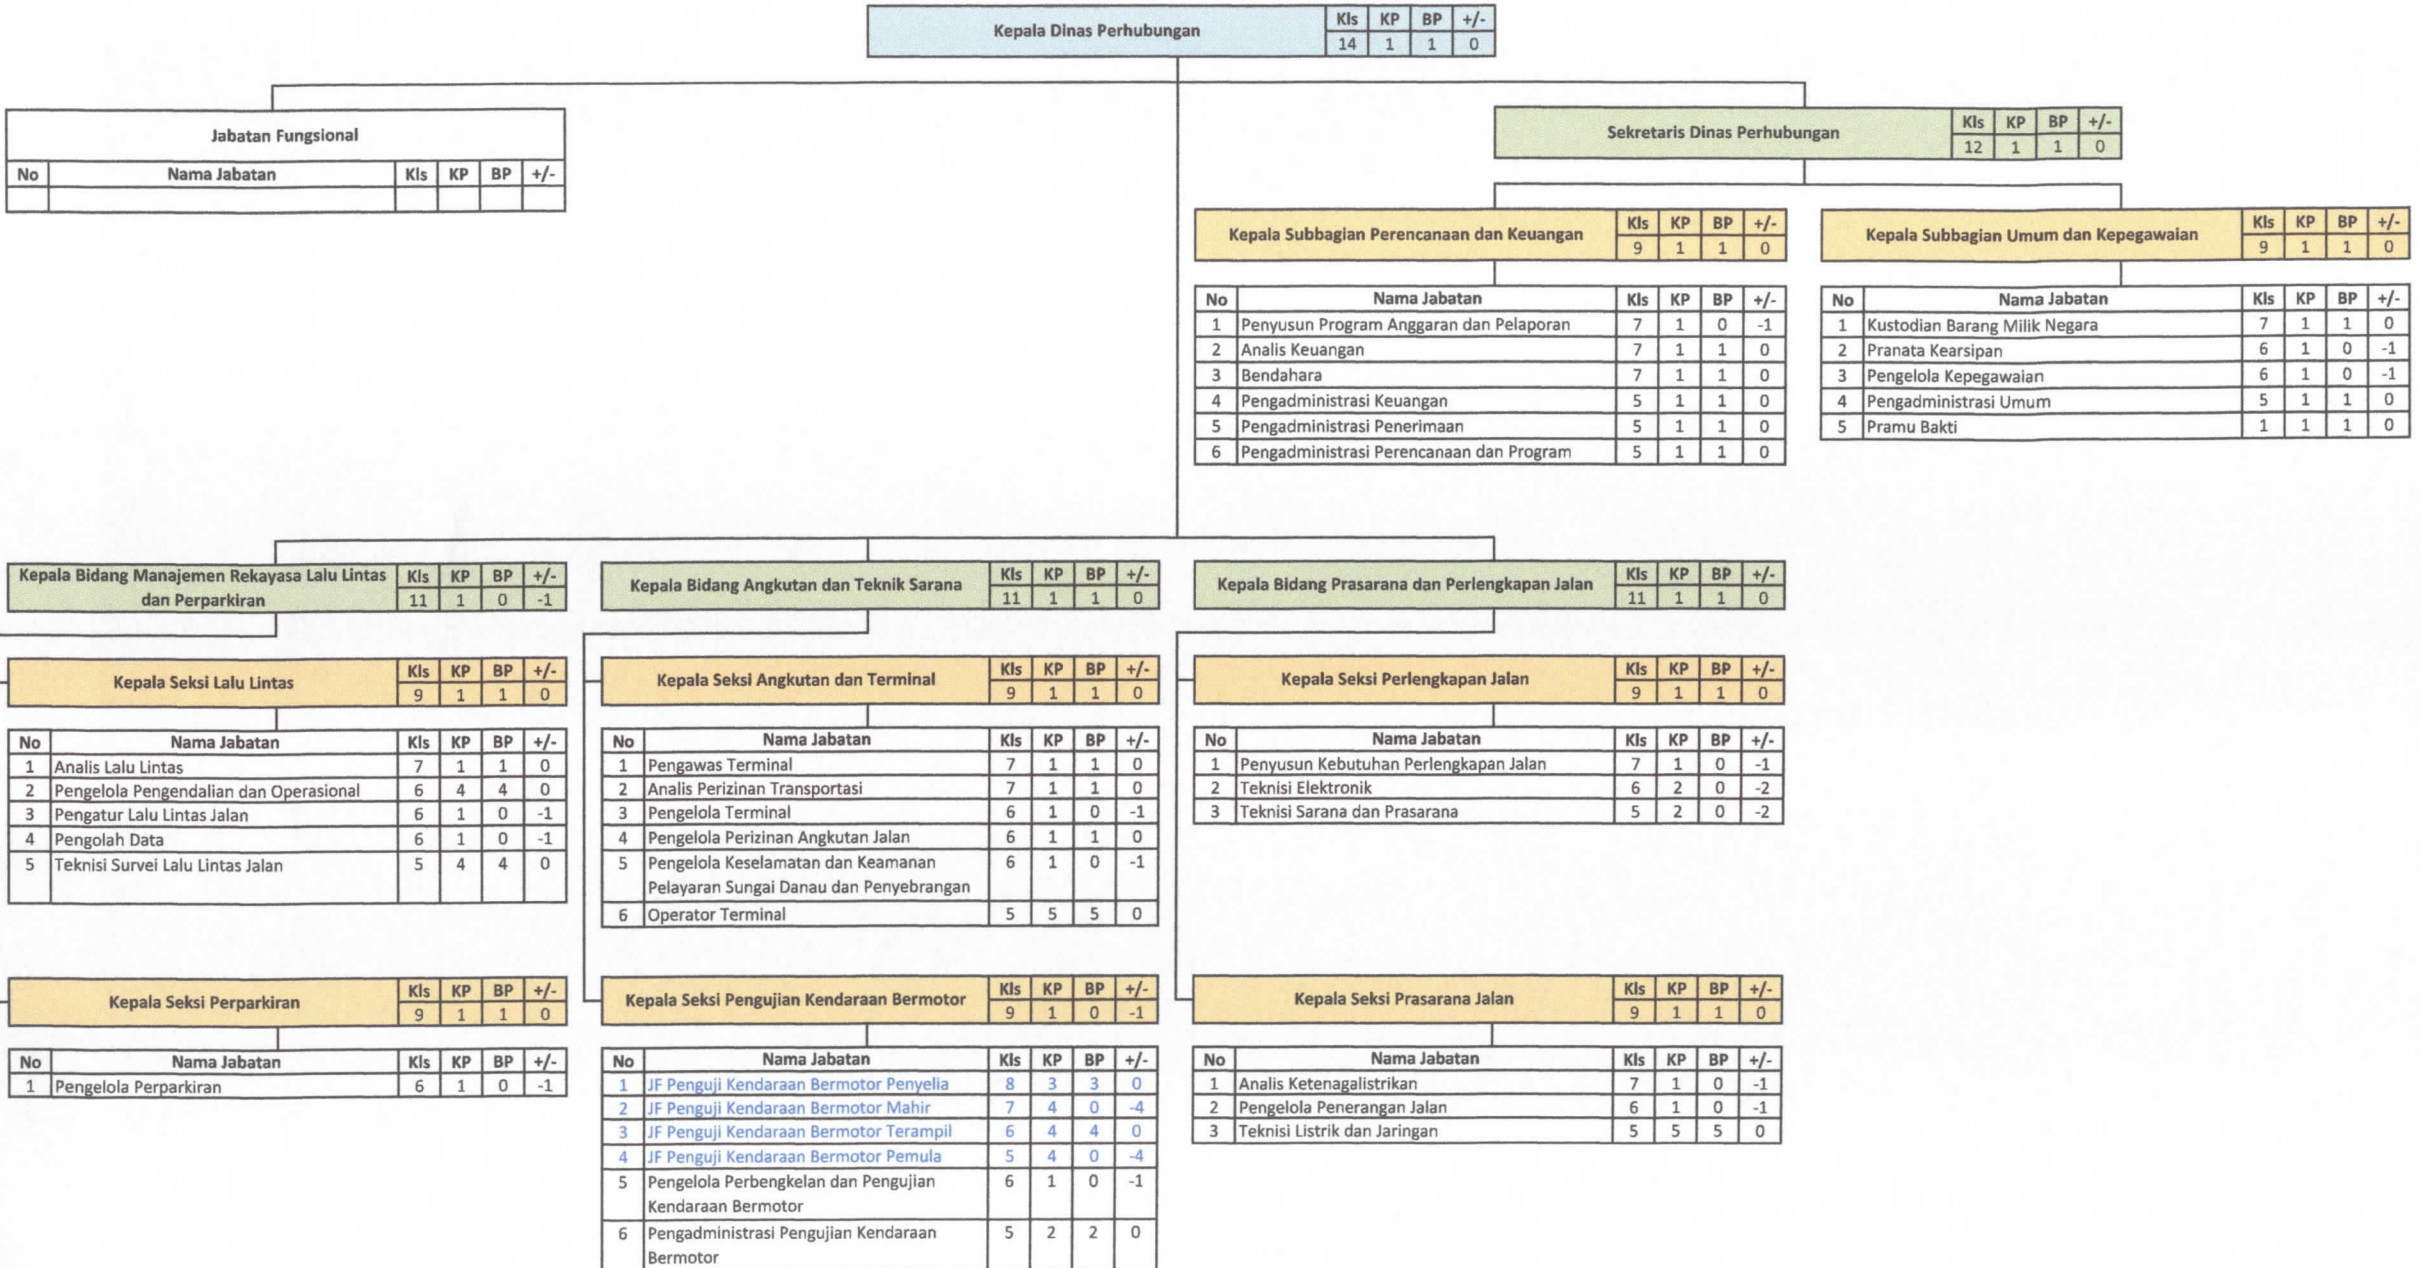 Kepala Dinas Perhubungan
Kls KP BP +/-
14 1 1 0
Jabatan Fungsional
No Nama Jabatan Kls KP BP +/-
Sekretaris Dinas Perhubungan
Kls KP BP +/-
12 1 1 0
Kepala Subbagian Perencanaan dan Keuangan
Kls KP BP +/-
9 1 1 0
No Nama Jabatan Kls KP BP +/-
1 Penyusun Program Anggaran dan Pelaporan 7 1 0 -1
2 Analis Keuangan 7 1 1 0
3 Bendahara 7 1 1 0
4 Pengadministrasi Keuangan 5 1 1 0
5 Pengadministrasi Penerimaan 5 1 1 0
6 Pengadministrasi Perencanaan dan Program 5 1 1 0
Kepala Subbagian Umum dan Kepegawaian
Kls KP BP +/-
9 1 1 0
No Nama Jabatan Kls KP BP +/-
1 Kustodian Barang Milik Negara 7 1 1 0
2 Pranata Kearsipan 6 1 0 -1
3 Pengelola Kepegawaian 6 1 0 -1
4 Pengadministrasi Umum 5 1 1 0
5 Pramu Bakti 1 1 1 0
Kepala Bidang Manajemen Rekayasa Lalu Lintas
dan Perparkiran
Kls KP BP +/-
11 1 0 -1
Kepala Seksi Lalu Lintas
Kls KP BP +/-
9 1 1 0
No Nama Jabatan Kls KP BP +/-
1 Analis Lalu Lintas 7 1 1 0
2 Pengelola Pengendalian dan Operasional 6 4 4 0
3 Pengatur Lalu Lintas Jalan 6 1 0 -1
4 Pengolah Data 6 1 0 -1
5 Teknisi Survei Lalu Lintas Jalan 5 4 4 0
Kepala Seksi Perparkiran
Kls KP BP +/-
9 1 1 0
No Nama Jabatan Kls KP BP +/-
1 Pengelola Perparkiran 6 1 0 -1
Kepala Bidang Angkutan dan Teknik Sarana
Kls KP BP +/-
11 1 1 0
Kepala Seksi Angkutan dan Terminal
Kls KP BP +/-
9 1 1 0
No Nama Jabatan Kls KP BP +/-
1 Pengawas Terminal 7 1 1 0
2 Analis Perizinan Transportasi 7 1 1 0
3 Pengelola Terminal 6 1 0 -1
4 Pengelola Perizinan Angkutan Jalan 6 1 1 0
5 Pengelola Keselamatan dan Keamanan 6 1 0 -1
Pelayaran Sungai Danau dan Penyebrangan
6 Operator Terminal 5 5 5 0
Kepala Seksi Pengujian Kendaraan Bermotor
Kls KP BP +/-
9 1 0 -1
No Nama Jabatan Kls KP BP +/-
1 JF Penguji Kendaraan Bermotor Penyelia 8 3 3 0
2 JF Penguji Kendaraan Bermotor Mahir 7 4 0 -4
3 JF Penguji Kendaraan Bermotor Terampil 6 4 4 0
4 JF Penguji Kendaraan Bermotor Pemula 5 4 0 -4
5 Pengelola Perbengkelan dan Pengujian 6 1 0 -1
Kendaraan Bermotor
6 Pengadministrasi Pengujian Kendaraan 5 2 2 0
Bermotor
Kepala Bidang Prasarana dan Perlengkapan Jalan
Kls KP BP +/-
11 1 1 0
Kepala Seksi Perlengkapan Jalan
Kls KP BP +/-
9 1 1 0
No Nama Jabatan Kls KP BP +/-
1 Penyusun Kebutuhan Perlengkapan Jalan 7 1 0 -1
2 Teknisi Elektronik 6 2 0 -2
3 Teknisi Sarana dan Prasarana 5 2 0 -2
Kepala Seksi Prasarana Jalan
Kls KP BP +/-
9 1 1 0
No Nama Jabatan Kls KP BP +/-
1 Analis Ketenagalistrikan 7 1 0 -1
2 Pengelola Penerangan Jalan 6 1 0 -1
3 Teknisi Listrik dan Jaringan 5 5 5 0